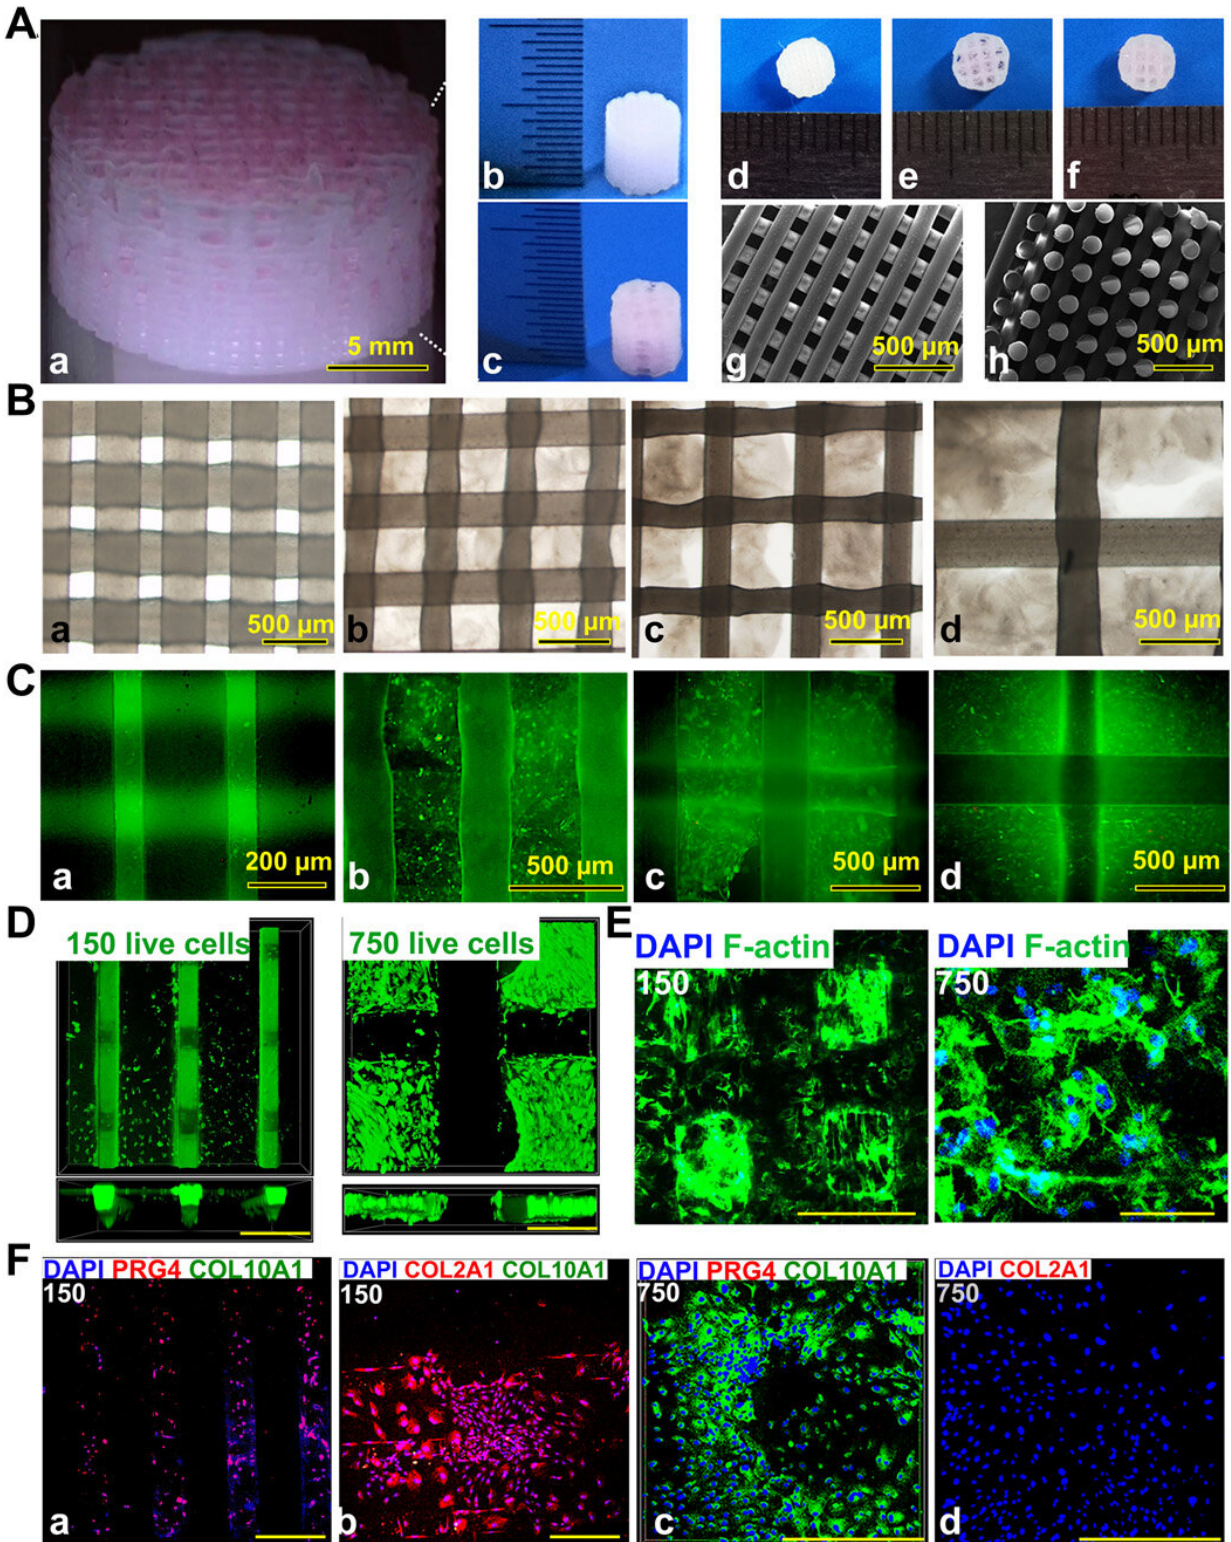 A
a
5 mm
b
c
d
e
f
g
500 µm
h
500 µm
B
a
500 µm
b
500 µm
c
500 µm
d
500 µm
C
a
200 µm
b
500 µm
c
500 µm
d
500 µm
D
150 live cells
750 live cells
E
DAPI F-actin
150
DAPI F-actin
750
F
DAPI PRG4 COL10A1
150
a
DAPI COL2A1 COL10A1
150
b
DAPI PRG4 COL10A1
750
c
DAPI COL2A1
750
d